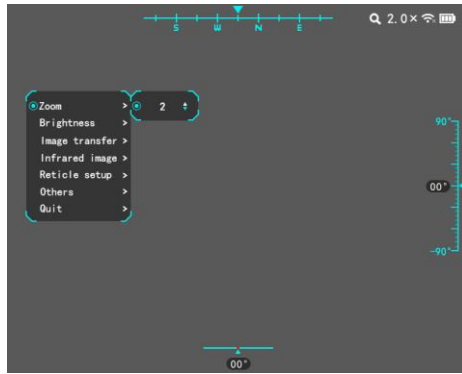 S W N E
2.0×
Zoom > 2
Brightness >
Image transfer >
Infrared image >
Reticle setup >
Others >
Quit >
90°
00°
-90°
00°